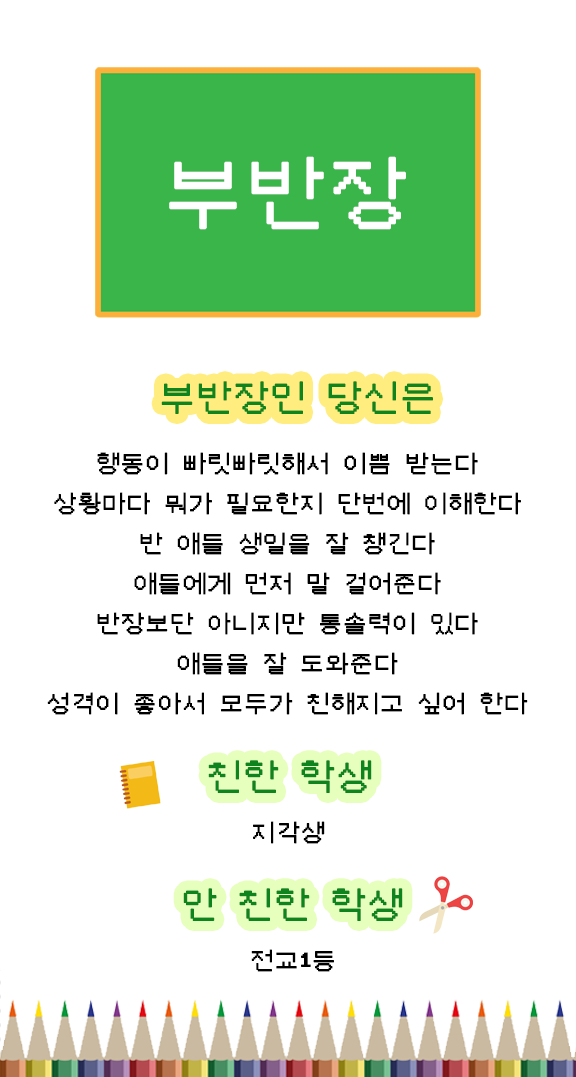 부반장
부반장인 당신은
행동이 빠릿빠릿해서 이쁨 받는다
상황마다 뭐가 필요한지 단번에 이해한다
반 애들 생일을 잘 챙긴다
애들에게 먼저 말 걸어준다
반장보단 아니지만 통솔력이 있다
애들을 잘 도와준다
성격이 좋아서 모두가 친해지고 싶어 한다
친한 학생
지각생
안 친한 학생
전교1등